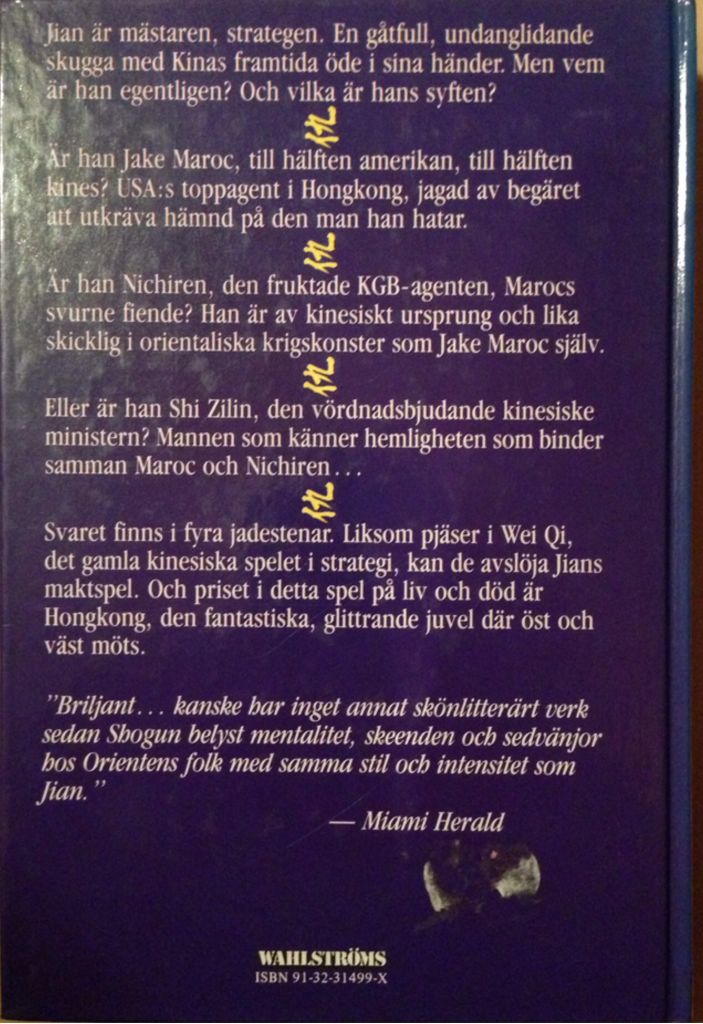 Jian är mästaren, strategen. En gåtfull, undanglidande
skugga med Kinas framtida öde i sina händer. Men vem
är han egentligen? Och vilka är hans syften?
Är han Jake Maroc, till hälften amerikan, till hälften
kines? USA:s toppagent i Hongkong, jagad av begäret
att utkräva hämnd på den man han hatar.
Är han Nichiren, den fruktade KGB-agenten, Marocs
svurne fiende? Han är av kinesiskt ursprung och lika
skicklig i orientaliska krigskonster som Jake Maroc själv.
Eller är han Shi Zilin, den vördnadsbjudande kinesiske
ministern? Mannen som känner hemligheten som binder
samman Maroc och Nichiren...
Svaret finns i fyra jadestenar. Liksom pjäser i Wei Qi,
det gamla kinesiska spelet i strategi, kan de avslöja Jians
maktspel. Och priset i detta spel på liv och död är
Hongkong, den fantastiska, glittrande juvel där öst och
väst möts.
"Briljant... kanske har inget annat skönlitterärt verk
sedan Shogun belyst mentalitet, skeenden och sedvänjor
hos Orientens folk med samma stil och intensitet som
Jian."
— Miami Herald
WAHLSTRÖMS
ISBN 91-32-31499-X